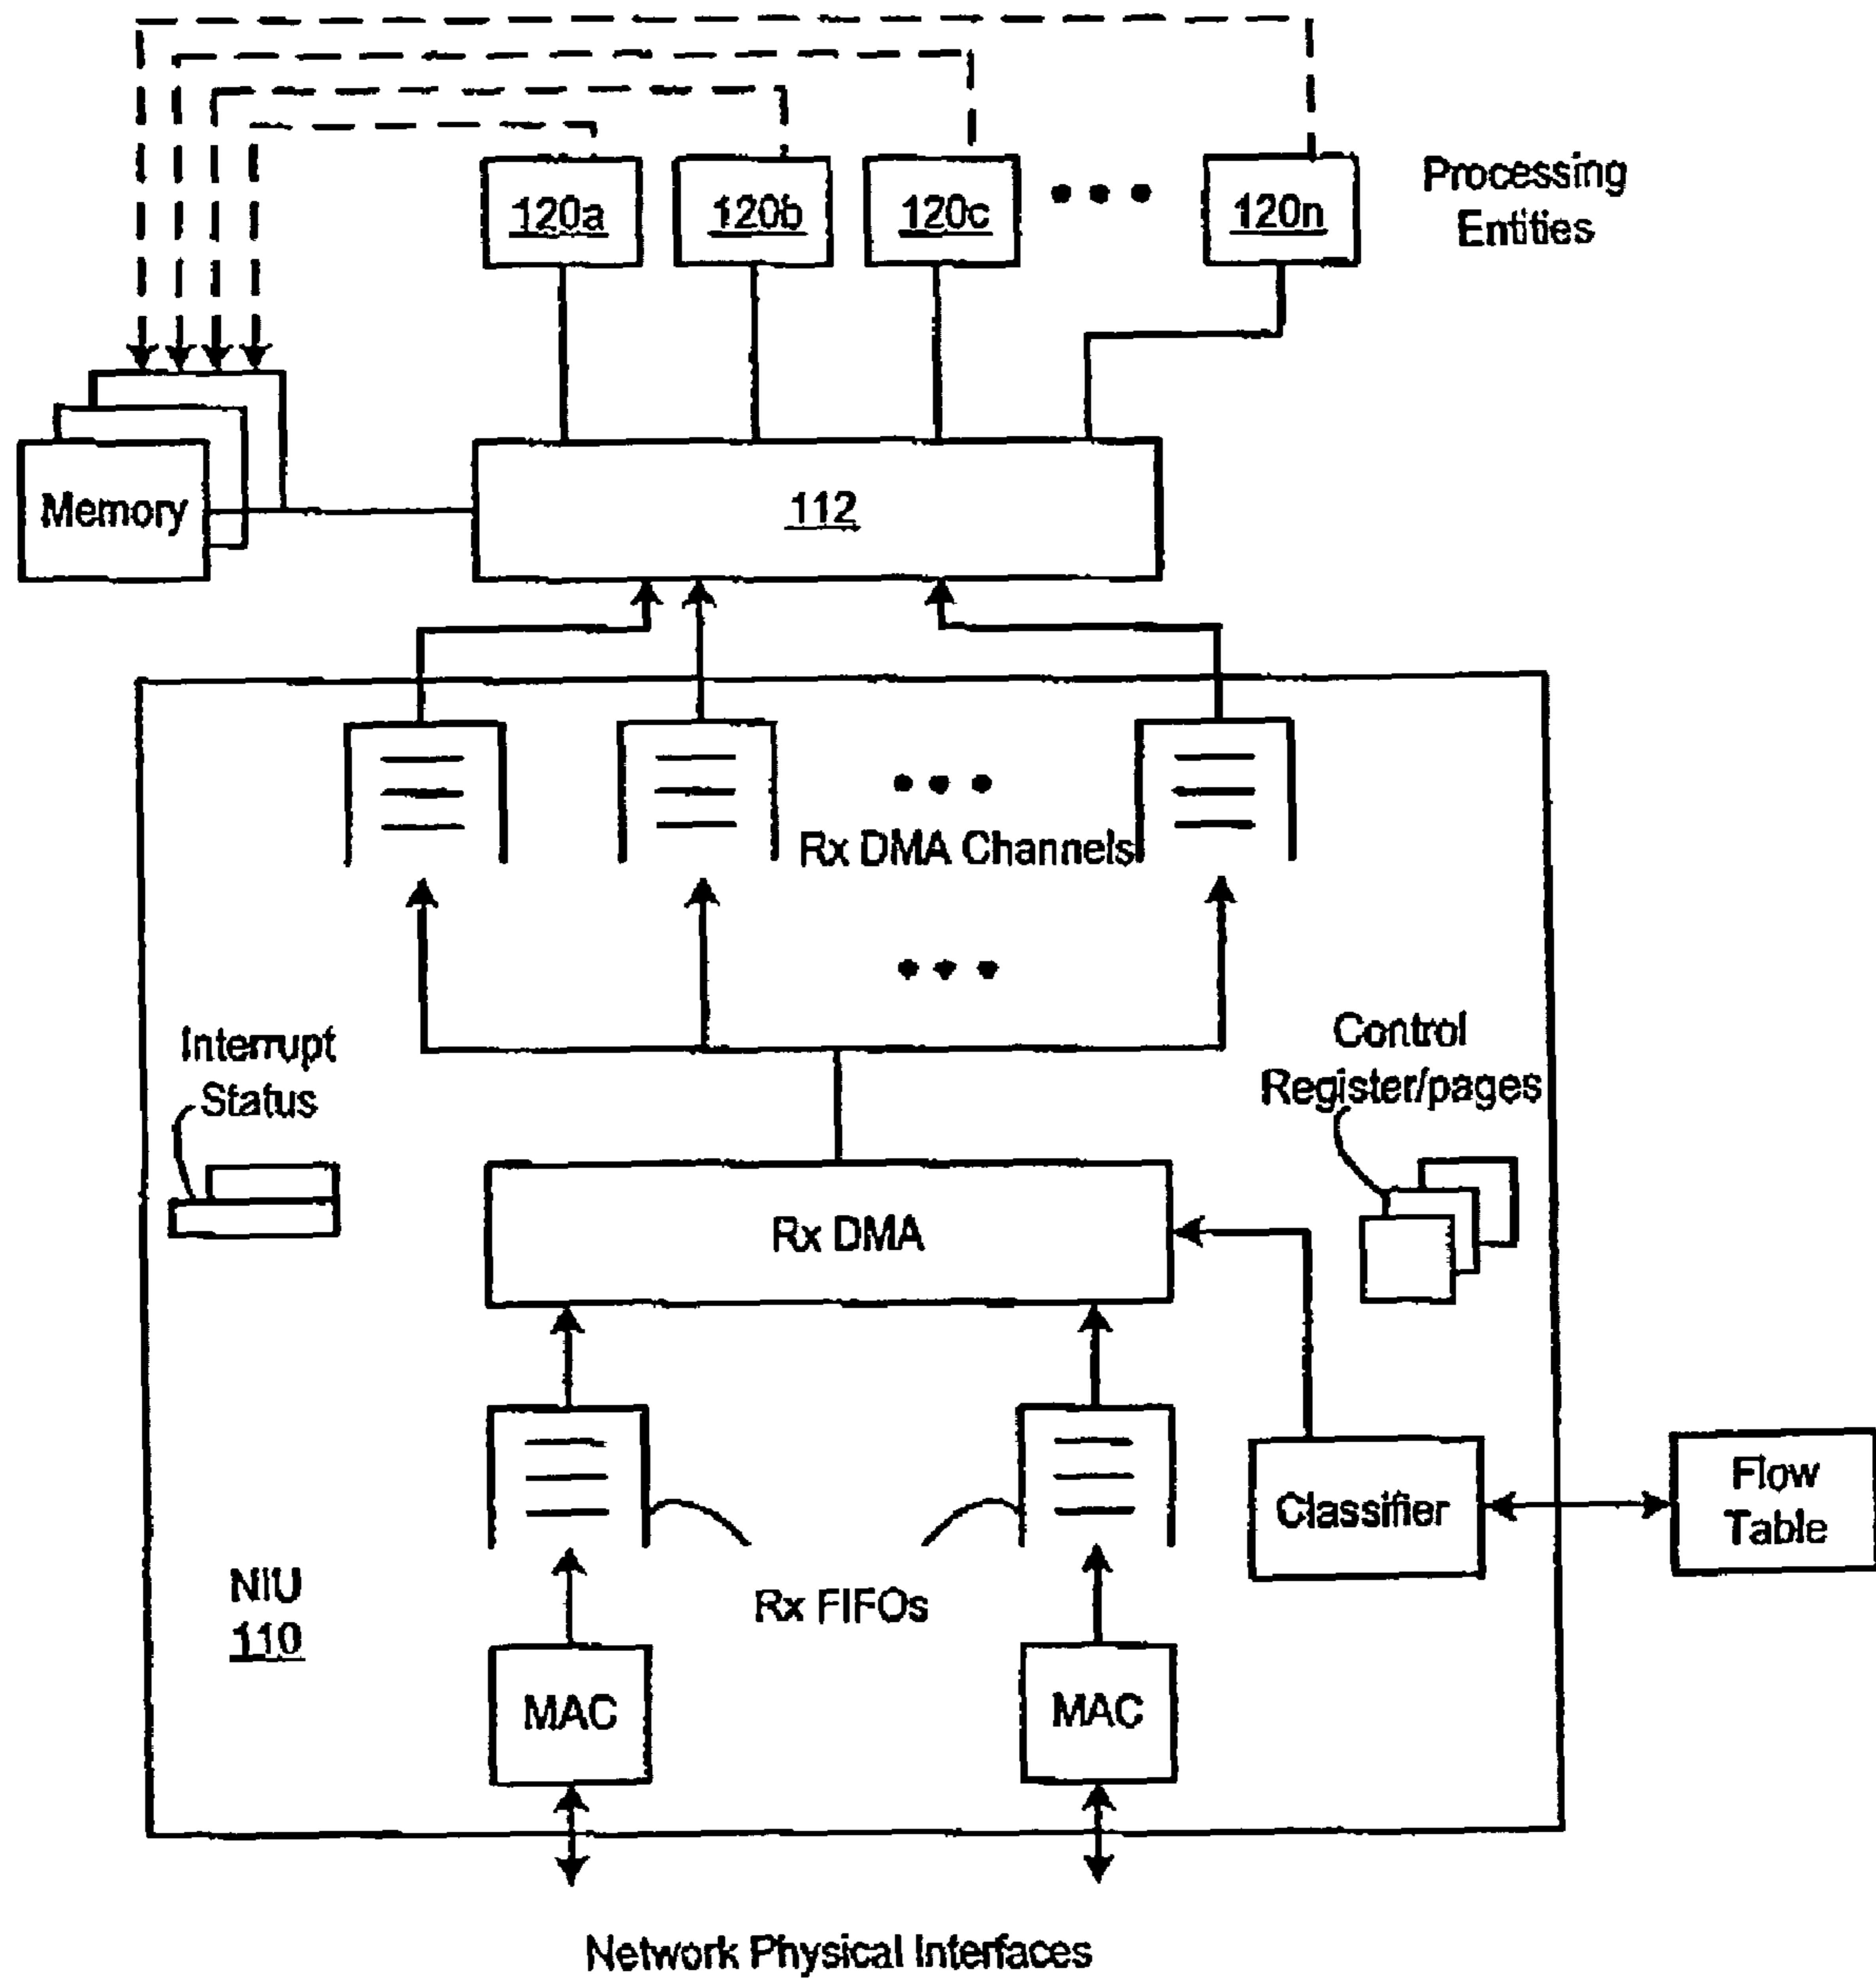 120a
120b
120c
120n
Processing
Entities
Memory
112
Rx DMA Channels
Interrupt
Status
Control
Register/pages
Rx DMA
Classifier
Flow
Table
NIU
110
Rx FIFOs
MAC
MAC
Network Physical Interfaces